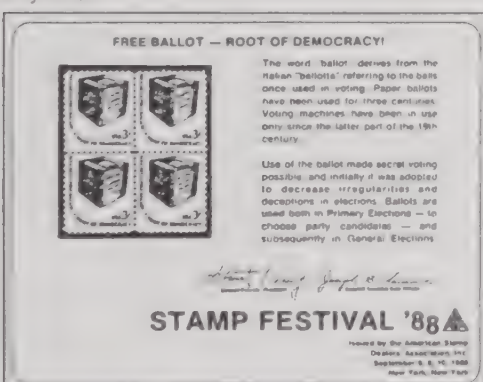 FREE BALLOT — ROOT OF DEMOCRACY!
The word "ballot" derives from the
Italian "ballotta" referring to the balls
once used in voting. Paper ballots
have been used for three centuries.
Voting machines have been in use
only since the latter part of the 19th
century.
Use of the ballot made secret voting
possible and initially it was adopted
to decrease irregularities and
deceptions in elections. Ballots are
used both in Primary Elections — to
choose party candidates — and
subsequently in General Elections.
STAMP FESTIVAL '88
Issued by the American Stamp
Dealers Association, Inc.
September 8, 9, 10, 1988
New York, New York